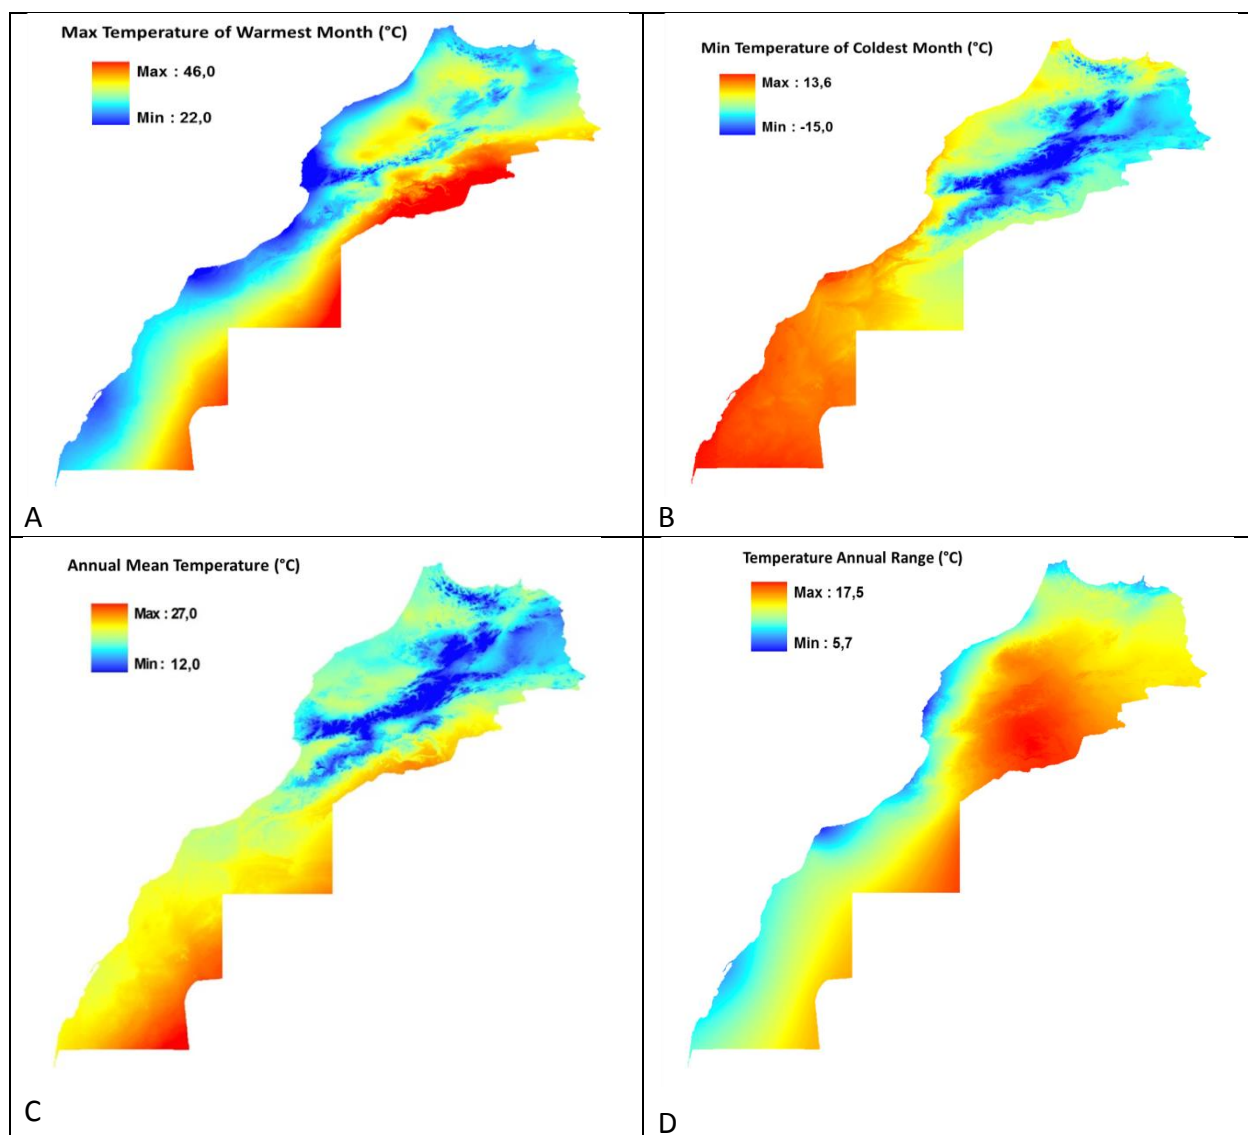 Max Temperature of Warmest Month (°C)
Max : 46,0
Min : 22,0
A
Min Temperature of Coldest Month (°C)
Max : 13,6
Min : -15,0
B
Annual Mean Temperature (°C)
Max : 27,0
Min : 12,0
C
Temperature Annual Range (°C)
Max : 17,5
Min : 5,7
D